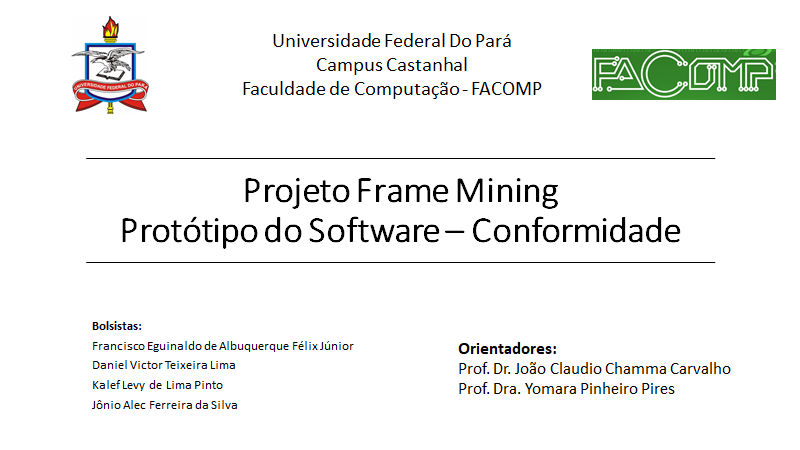 Universidade Federal Do Pará
Campus Castanhal
Faculdade de Computação - FACOMP
UNIVERSIDADE FEDERAL DO PARÁ
FACOMP
Projeto Frame Mining
Protótipo do Software – Conformidade
Bolsistas:
Francisco Eguinaldo de Albuquerque Félix Júnior
Daniel Victor Teixeira Lima
Kalef Levy de Lima Pinto
Jônio Alec Ferreira da Silva
Orientadores:
Prof. Dr. João Claudio Chamma Carvalho
Prof. Dra. Yomara Pinheiro Pires